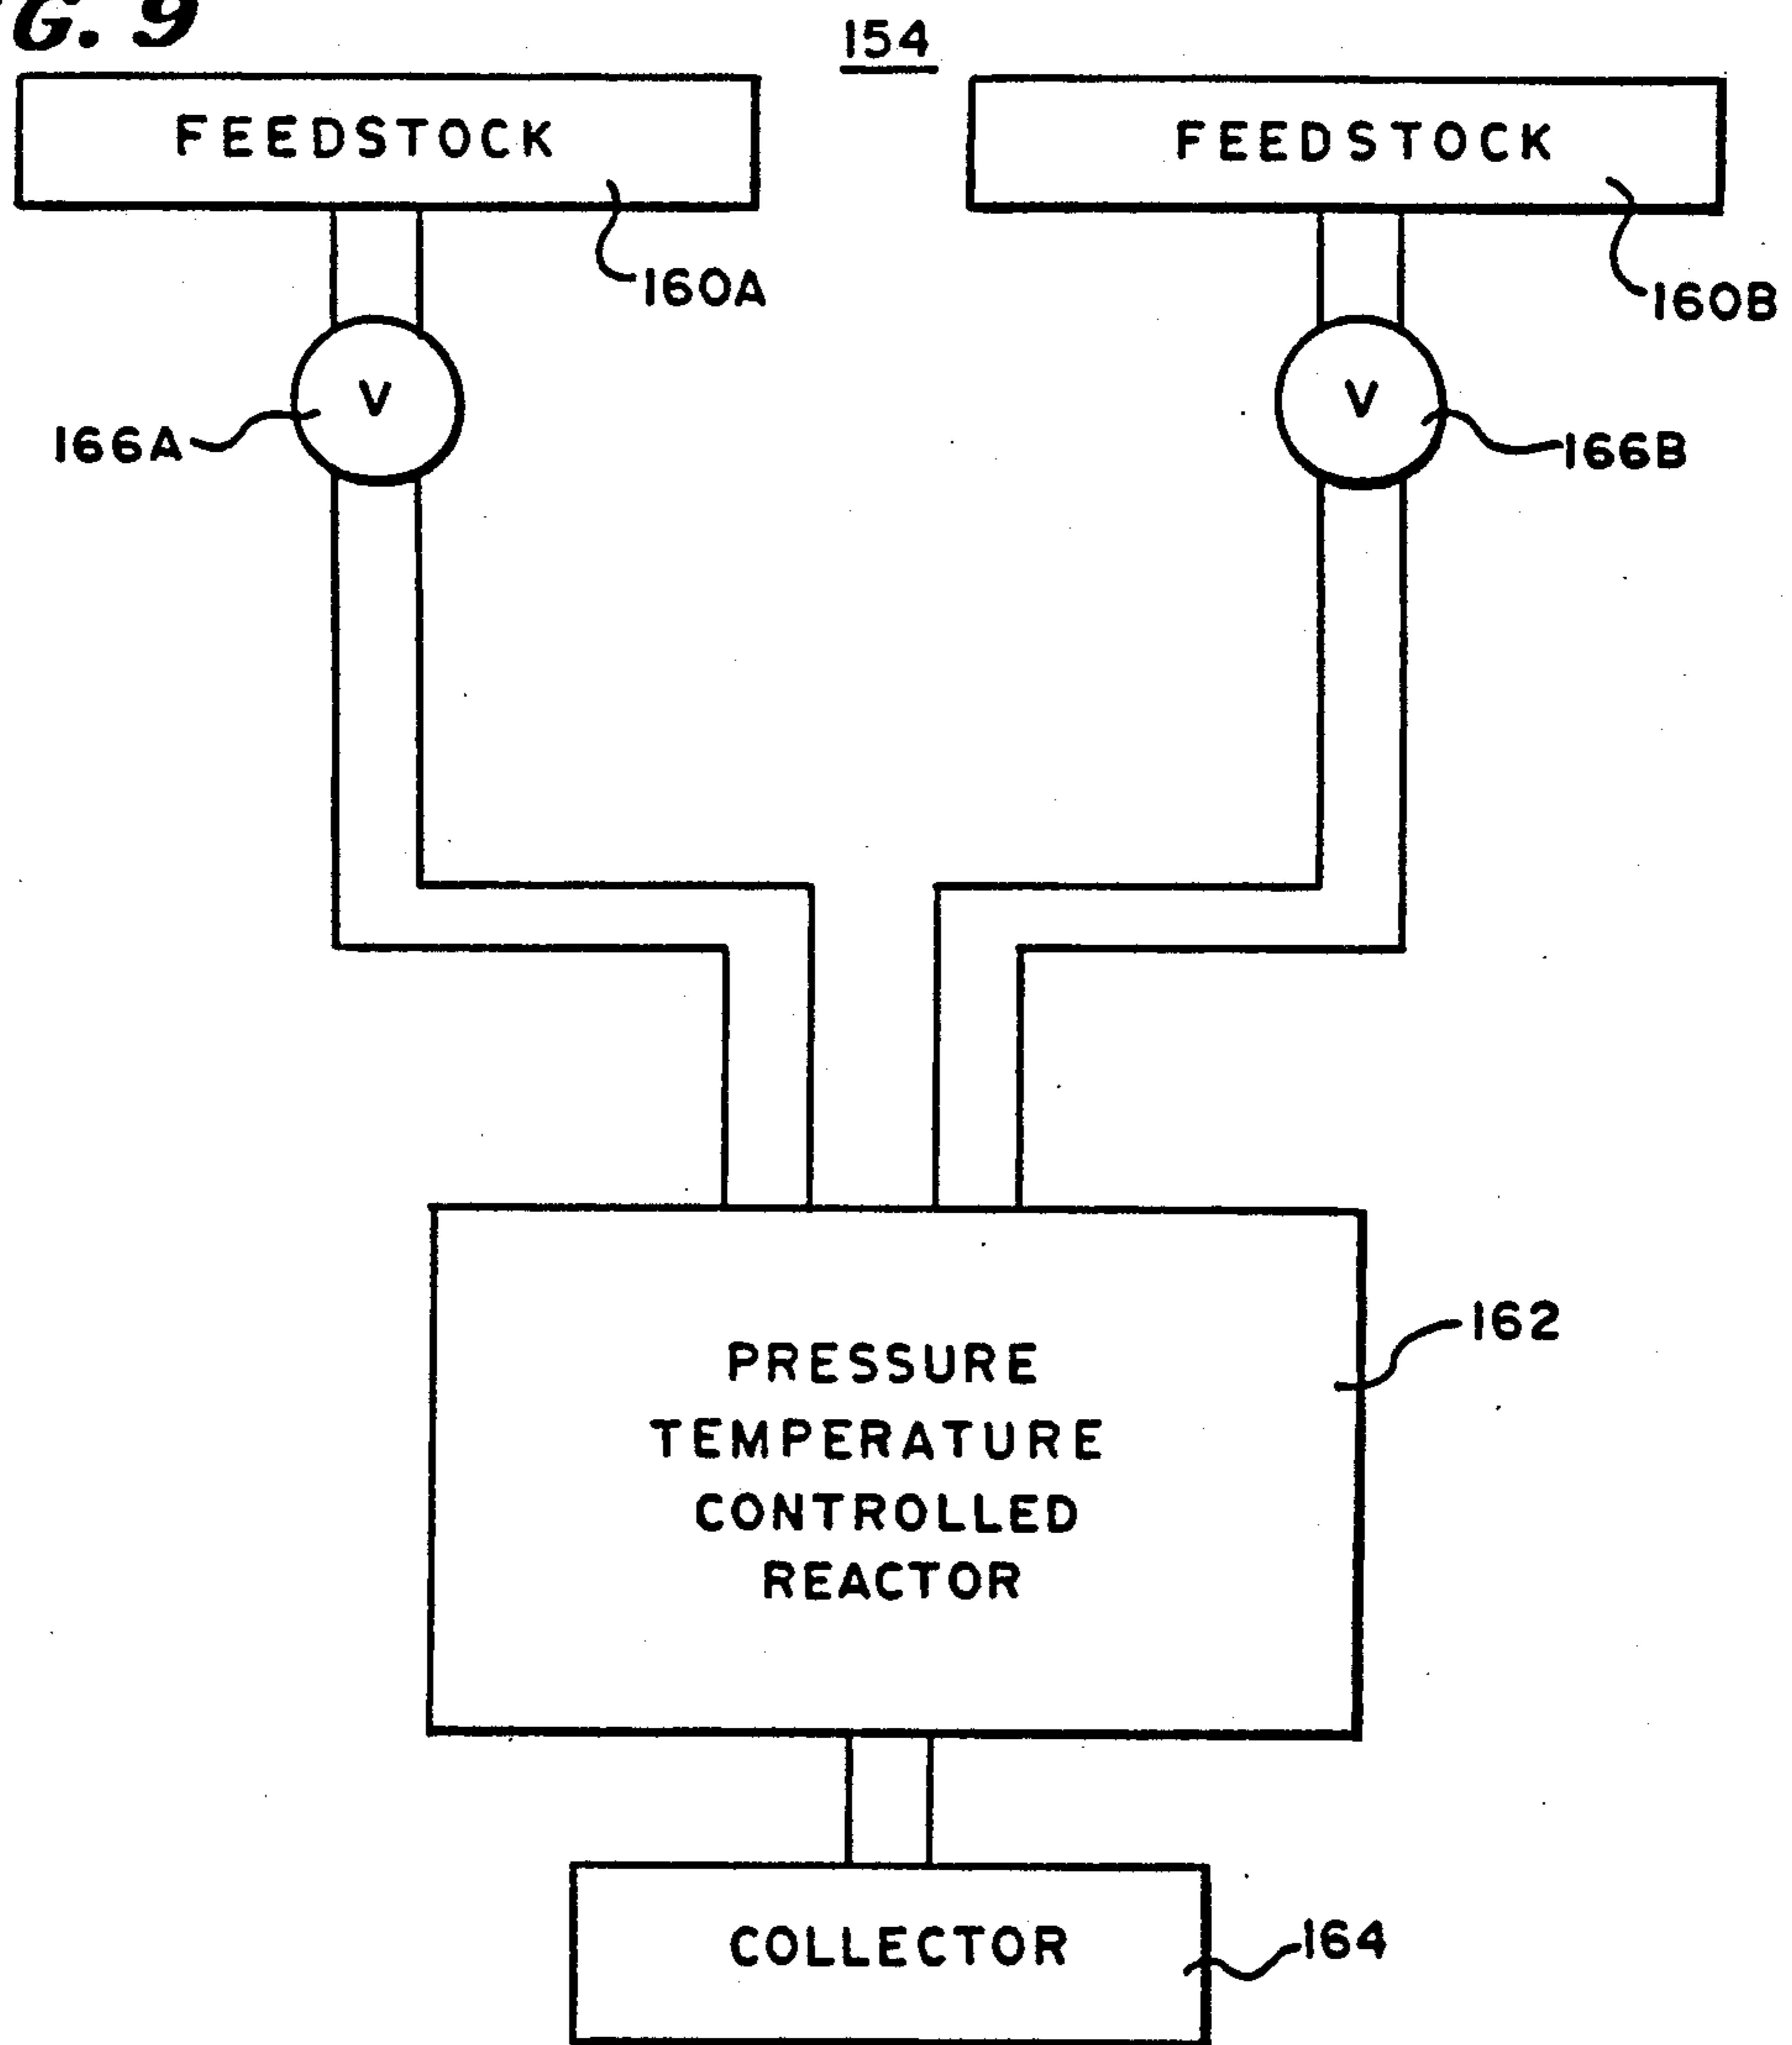 G. 9
154
FEEDSTOCK
FEEDSTOCK
160A
160B
V
V
166A
166B
PRESSURE
TEMPERATURE
CONTROLLED
REACTOR
162
COLLECTOR
164